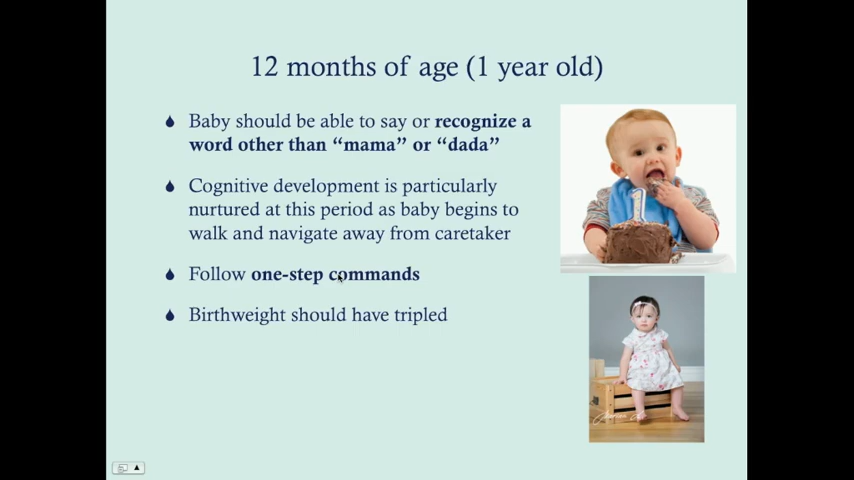 12 months of age (1 year old)
Baby should be able to say or recognize a
word other than “mama” or “dada”
Cognitive development is particularly
nurtured at this period as baby begins to
walk and navigate away from caretaker
Follow one-step commands
Birthweight should have tripled
1